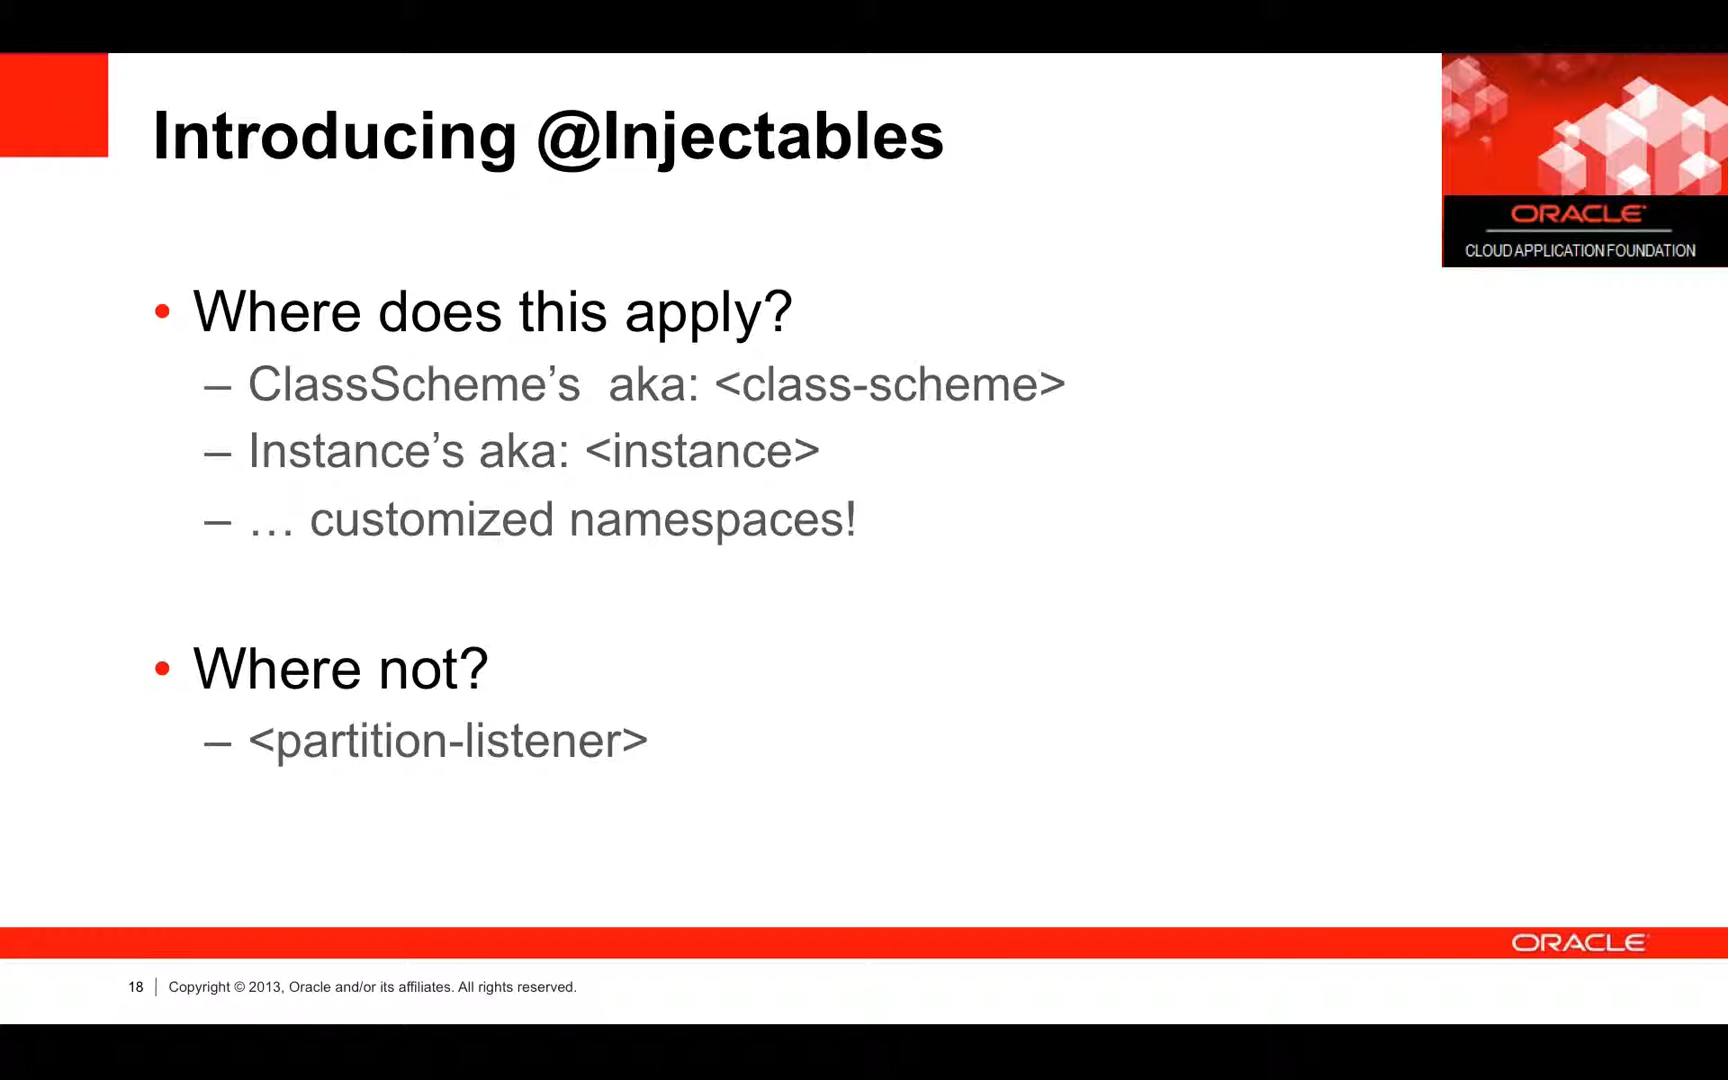 Introducing @Injectables
ORACLE
CLOUD APPLICATION FOUNDATION
• Where does this apply?
– ClassScheme’s  aka: <class-scheme>
– Instance’s aka: <instance>
– … customized namespaces!
• Where not?
– <partition-listener>
ORACLE
18 | Copyright © 2013, Oracle and/or its affiliates. All rights reserved.